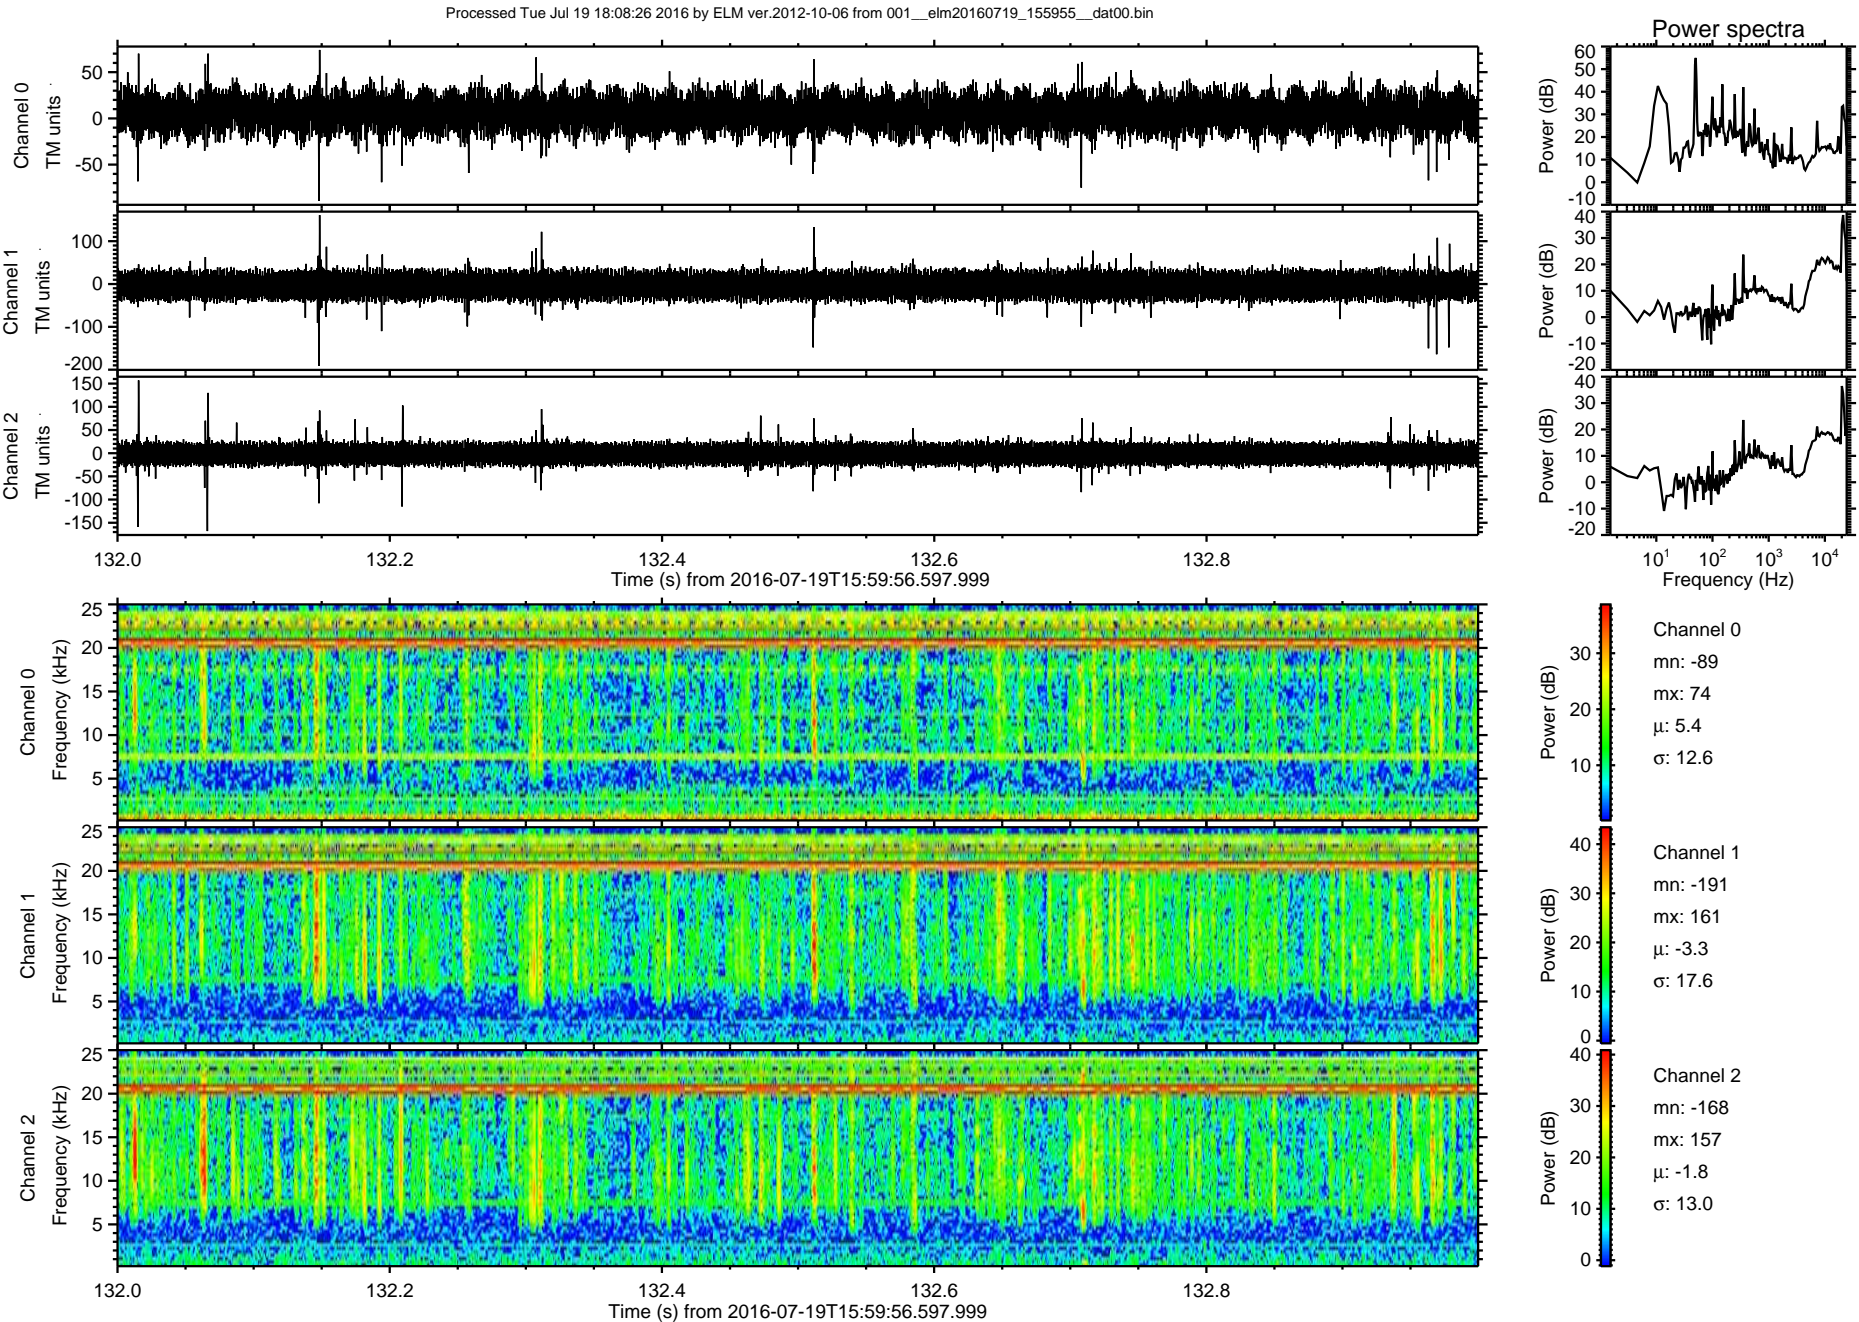 Processed Tue Jul 19 18:08:26 2016 by ELM ver.2012-10-06 from 001__elm20160719_155955__dat00.bin
Power spectra
Channel 0
TM units
50
0
-50
Power (dB)
60
50
40
30
20
10
0
-10
Channel 1
TM units
100
0
-100
-200
Power (dB)
40
30
20
10
0
-10
-20
Channel 2
TM units
150
100
50
0
-50
-100
-150
Power (dB)
40
30
20
10
0
-10
-20
132.0 132.2 132.4 132.6 132.8
Time (s) from 2016-07-19T15:59:56.597.999
10^1 10^2 10^3 10^4
Frequency (Hz)
Channel 0
Frequency (kHz)
25
20
15
10
5
Power (dB)
30
20
10
Channel 0
mn: -89
mx: 74
µ: 5.4
σ: 12.6
Channel 1
Frequency (kHz)
25
20
15
10
5
Power (dB)
40
30
20
10
0
Channel 1
mn: -191
mx: 161
µ: -3.3
σ: 17.6
Channel 2
Frequency (kHz)
25
20
15
10
5
Power (dB)
40
30
20
10
0
Channel 2
mn: -168
mx: 157
µ: -1.8
σ: 13.0
132.0 132.2 132.4 132.6 132.8
Time (s) from 2016-07-19T15:59:56.597.999